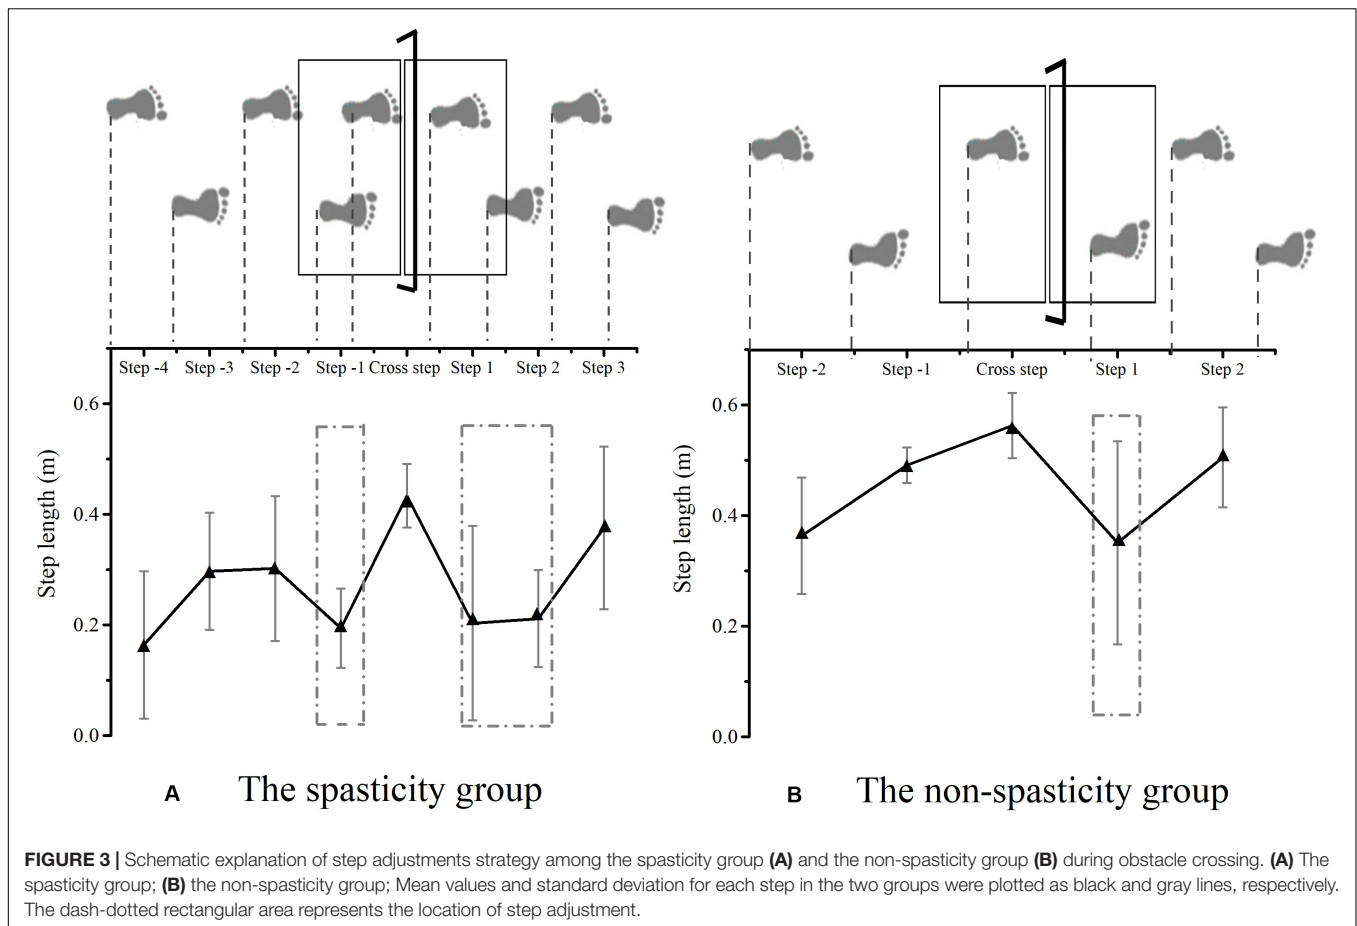 Step -4 Step -3 Step -2 Step -1 Cross step Step 1 Step 2 Step 3
0.6
0.4
0.2
0.0
Step length (m)
A The spasticity group
Step -2 Step -1 Cross step Step 1 Step 2
0.6
0.4
0.2
0.0
Step length (m)
B The non-spasticity group
FIGURE 3 | Schematic explanation of step adjustments strategy among the spasticity group (A) and the non-spasticity group (B) during obstacle crossing. (A) The
spasticity group; (B) the non-spasticity group; Mean values and standard deviation for each step in the two groups were plotted as black and gray lines, respectively.
The dash-dotted rectangular area represents the location of step adjustment.